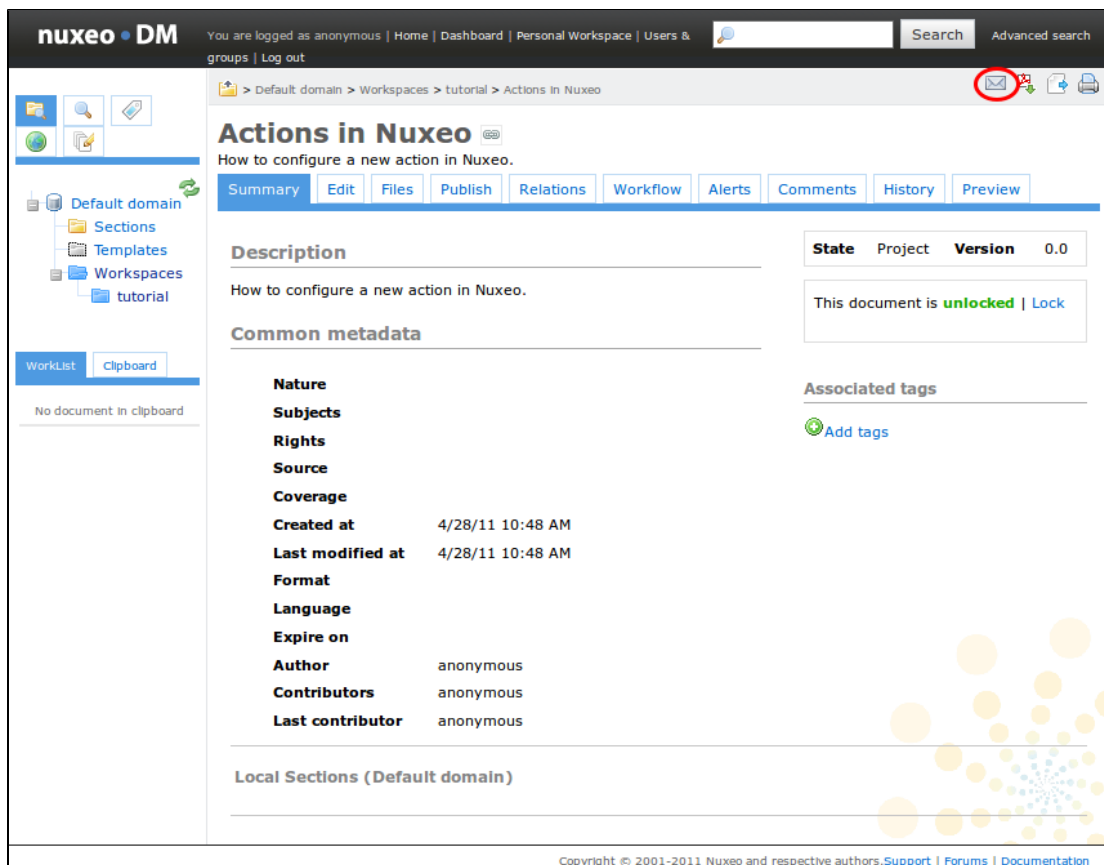 nuxeo DM
You are logged as anonymous | Home | Dashboard | Personal Workspace | Users &
groups | Log out
Search
Advanced search
> Default domain > Workspaces > tutorial > Actions in Nuxeo
Actions in Nuxeo
How to configure a new action in Nuxeo.
Summary
Edit
Files
Publish
Relations
Workflow
Alerts
Comments
History
Preview
Default domain
Sections
Templates
Workspaces
tutorial
WorkList
Clipboard
No document in clipboard
Description
How to configure a new action in Nuxeo.
Common metadata
Nature
Subjects
Rights
Source
Coverage
Created at 4/28/11 10:48 AM
Last modified at 4/28/11 10:48 AM
Format
Language
Expire on
Author anonymous
Contributors anonymous
Last contributor anonymous
State Project Version 0.0
This document is unlocked | Lock
Associated tags
Add tags
Local Sections (Default domain)
Copyright © 2001-2011 Nuxeo and respective authors.Support | Forums | Documentation